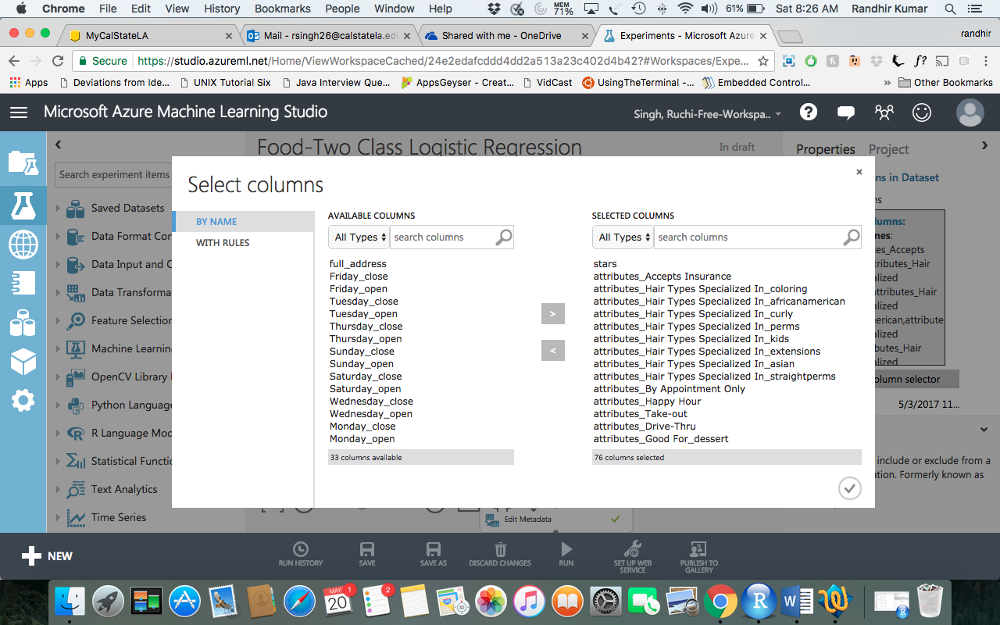 Chrome File Edit View History Bookmarks People Window Help MEM 71% 61% Sat 8:26 AM Randhir Kumar
MyCalStateLA
Mail - rsingh26@calstatela.edu
Shared with me - OneDrive
Experiments - Microsoft Azure
randhir
Secure https://studio.azureml.net/Home/ViewWorkspaceCached/24e2edafcddd4dd2a513a23c402d4b42?#Workspaces/Expe...
Apps Deviations from Ide... UNIX Tutorial Six Java Interview Que... AppsGeyser - Creat... VidCast UsingTheTerminal -... Embedded Control... » Other Bookmarks
Microsoft Azure Machine Learning Studio
Singh, Ruchi-Free-Workspa..
Food-Two Class Logistic Regression
In draft
Properties Project
Search experiment items
Saved Datasets
Data Format Con
Data Input and O
Data Transforma
Feature Selection
Machine Learning
OpenCV Library
Python Language
R Language Mod
Statistical Functio
Text Analytics
Time Series
Select columns
×
BY NAME
WITH RULES
AVAILABLE COLUMNS
All Types search columns
full_address
Friday_close
Friday_open
Tuesday_close
Tuesday_open
Thursday_close
Thursday_open
Sunday_close
Sunday_open
Saturday_close
Saturday_open
Wednesday_close
Wednesday_open
Monday_close
Monday_open
33 columns available
>
<
SELECTED COLUMNS
All Types search columns
stars
attributes_Accepts Insurance
attributes_Hair Types Specialized In_coloring
attributes_Hair Types Specialized In_africanamerican
attributes_Hair Types Specialized In_curly
attributes_Hair Types Specialized In_perms
attributes_Hair Types Specialized In_kids
attributes_Hair Types Specialized In_extensions
attributes_Hair Types Specialized In_asian
attributes_Hair Types Specialized In_straightperms
attributes_By Appointment Only
attributes_Happy Hour
attributes_Take-out
attributes_Drive-Thru
attributes_Good For_dessert
76 columns selected
ns in Dataset
ns
lumns:
nes:
tes_Accepts
ttributes_Hair
alized
attributes_Hair
alized
merican,attribute
alized
ibutes_Hair
alized
olumn selector
5/3/2017 11...
include or exclude from a
tion. Formerly known as
Edit Metadata
NEW
RUN HISTORY
SAVE
SAVE AS
DISCARD CHANGES
RUN
SET UP WEB
SERVICE
PUBLISH TO
GALLERY
MAY
20
1
2